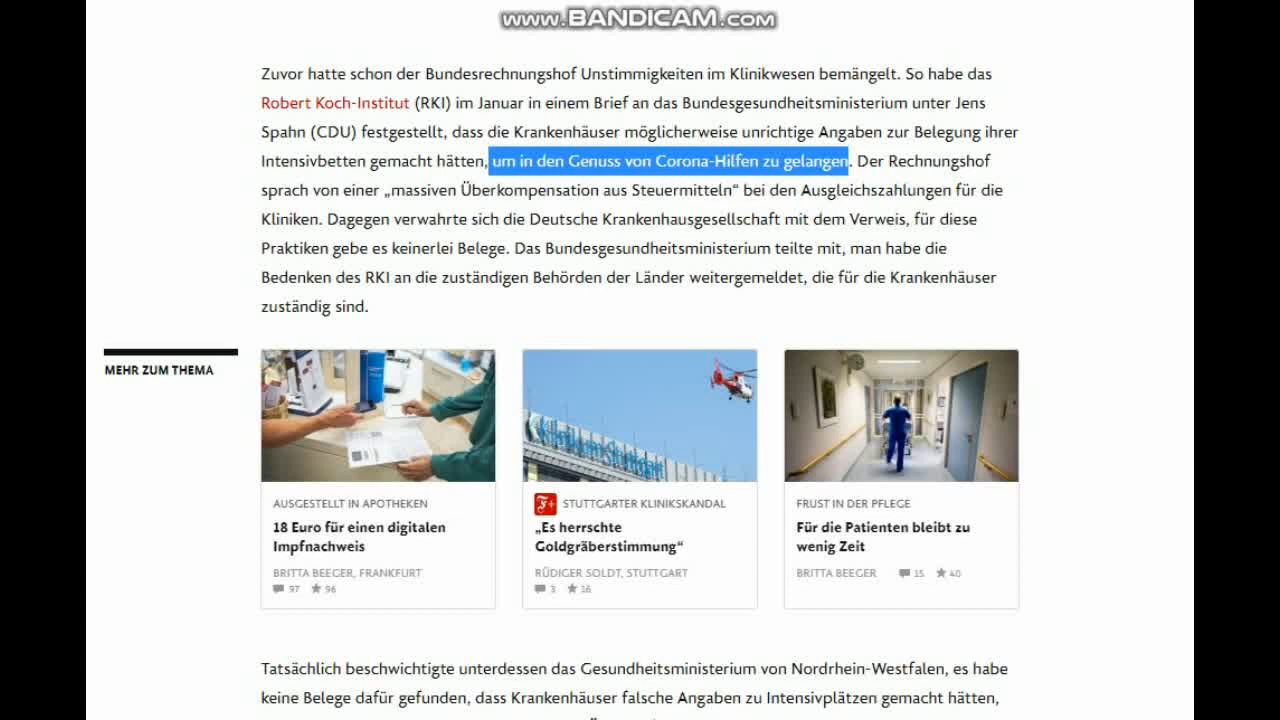 www.BANDICAM.com
Zuvor hatte schon der Bundesrechnungshof Unstimmigkeiten im Klinikwesen bemängelt. So habe das
Robert Koch-Institut (RKI) im Januar in einem Brief an das Bundesgesundheitsministerium unter Jens
Spahn (CDU) festgestellt, dass die Krankenhäuser möglicherweise unrichtige Angaben zur Belegung ihrer
Intensivbetten gemacht hätten, um in den Genuss von Corona-Hilfen zu gelangen. Der Rechnungshof
sprach von einer „massiven Überkompensation aus Steuermitteln“ bei den Ausgleichszahlungen für die
Kliniken. Dagegen verwahrte sich die Deutsche Krankenhausgesellschaft mit dem Verweis, für diese
Praktiken gebe es keinerlei Belege. Das Bundesgesundheitsministerium teilte mit, man habe die
Bedenken des RKI an die zuständigen Behörden der Länder weitergemeldet, die für die Krankenhäuser
zuständig sind.
MEHR ZUM THEMA
AUSGESTELLT IN APOTHEKEN
18 Euro für einen digitalen
Impfnachweis
BRITTA BEEGER, FRANKFURT
97 96
Klinikum Stuttgart
F+ STUTTGARTER KLINIKSKANDAL
„Es herrschte
Goldgräberstimmung“
RÜDIGER SOLDT, STUTTGART
3 16
FRUST IN DER PFLEGE
Für die Patienten bleibt zu
wenig Zeit
BRITTA BEEGER 15 40
Tatsächlich beschwichtigte unterdessen das Gesundheitsministerium von Nordrhein-Westfalen, es habe
keine Belege dafür gefunden, dass Krankenhäuser falsche Angaben zu Intensivplätzen gemacht hätten,